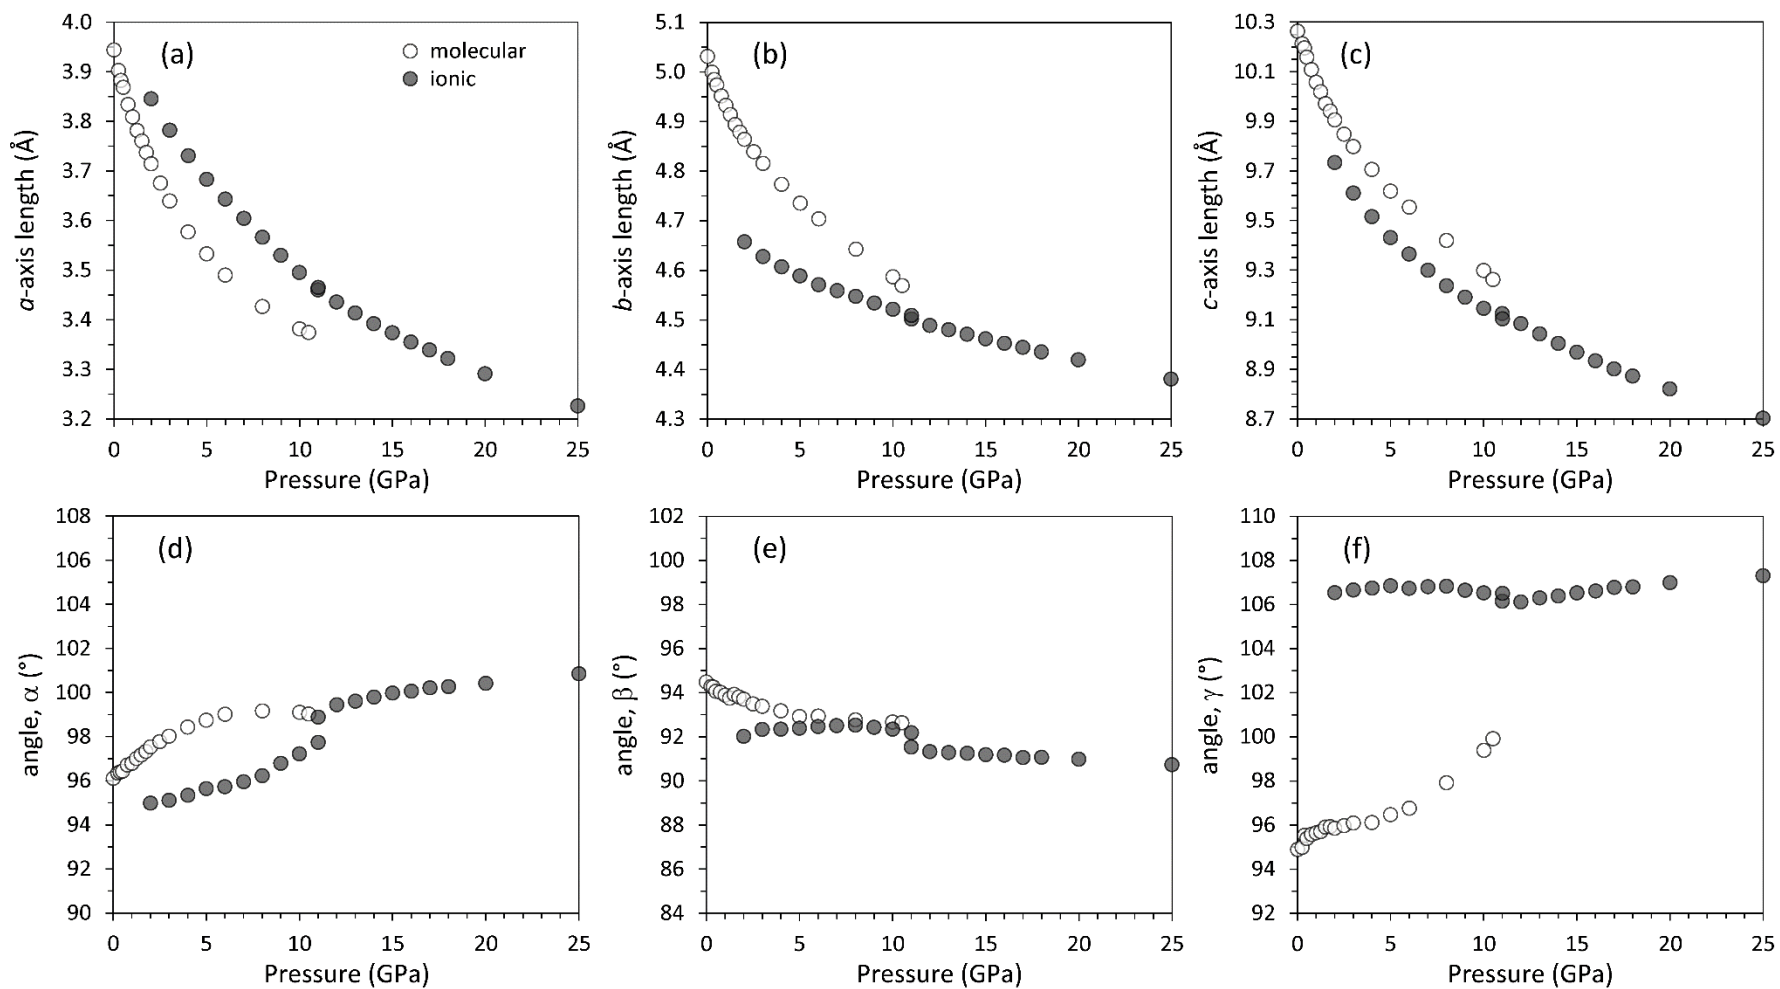 (a)
molecular
ionic
4.0
3.9
3.8
3.7
3.6
3.5
3.4
3.3
3.2
a-axis length (Å)
0 5 10 15 20 25
Pressure (GPa)
(b)
5.1
5.0
4.9
4.8
4.7
4.6
4.5
4.4
4.3
b-axis length (Å)
0 5 10 15 20 25
Pressure (GPa)
(c)
10.3
10.1
9.9
9.7
9.5
9.3
9.1
8.9
8.7
c-axis length (Å)
0 5 10 15 20 25
Pressure (GPa)
(d)
108
106
104
102
100
98
96
94
92
90
angle, α (°)
0 5 10 15 20 25
Pressure (GPa)
(e)
102
100
98
96
94
92
90
88
86
84
angle, β (°)
0 5 10 15 20 25
Pressure (GPa)
(f)
110
108
106
104
102
100
98
96
94
92
angle, γ (°)
0 5 10 15 20 25
Pressure (GPa)